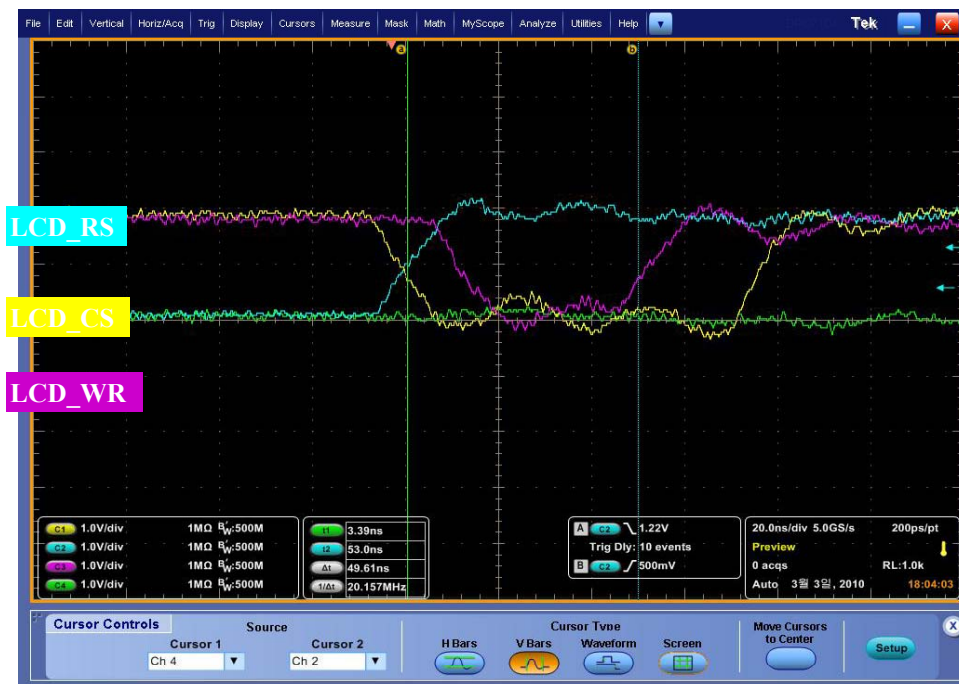 File Edit Vertical Horiz/Acq Trig Display Cursors Measure Mask Math MyScope Analyze Utilities Help Tek X
a b
LCD_RS
LCD_CS
LCD_WR
C1 1.0V/div 1MΩ BW:500M
C2 1.0V/div 1MΩ BW:500M
C3 1.0V/div 1MΩ BW:500M
C4 1.0V/div 1MΩ BW:500M
t1 3.39ns
t2 53.0ns
Δt 49.61ns
1/Δt 20.157MHz
A C2 1.22V
Trig Dly: 10 events
B C2 500mV
20.0ns/div 5.0GS/s 200ps/pt
Preview
0 acqs RL:1.0k
Auto 3월 3일, 2010 18:04:03
Cursor Controls
Source
Cursor 1 Cursor 2
Ch 4 Ch 2
Cursor Type
H Bars V Bars Waveform Screen
Move Cursors
to Center
Setup
X